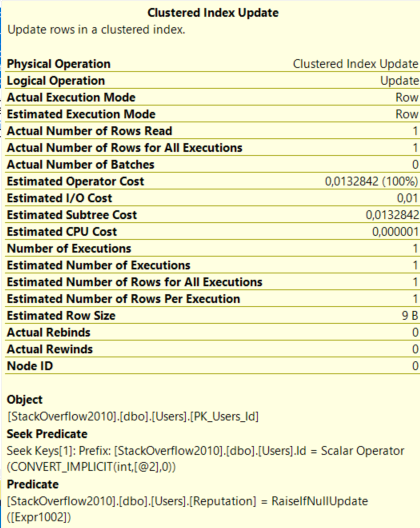 Clustered Index Update
Update rows in a clustered index.
Physical Operation Clustered Index Update
Logical Operation Update
Actual Execution Mode Row
Estimated Execution Mode Row
Actual Number of Rows Read 1
Actual Number of Rows for All Executions 1
Actual Number of Batches 0
Estimated Operator Cost 0,0132842 (100%)
Estimated I/O Cost 0,01
Estimated Subtree Cost 0,0132842
Estimated CPU Cost 0,000001
Number of Executions 1
Estimated Number of Executions 1
Estimated Number of Rows for All Executions 1
Estimated Number of Rows Per Execution 1
Estimated Row Size 9 B
Actual Rebinds 0
Actual Rewinds 0
Node ID 0
Object
[StackOverflow2010].[dbo].[Users].[PK_Users_Id]
Seek Predicate
Seek Keys[1]: Prefix: [StackOverflow2010].[dbo].[Users].Id = Scalar Operator
(CONVERT_IMPLICIT(int,[@2],0))
Predicate
[StackOverflow2010].[dbo].[Users].[Reputation] = RaiseIfNullUpdate
([Expr1002])